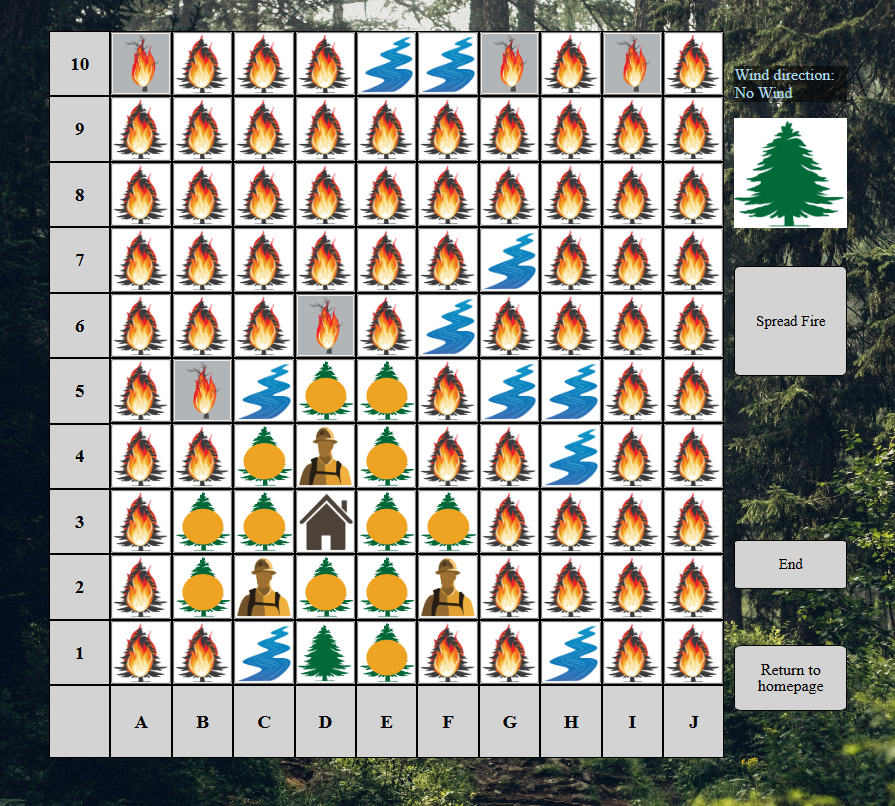 10
Wind direction:
No Wind
9
8
7
Spread Fire
6
5
4
3
End
2
1
Return to
homepage
A B C D E F G H I J